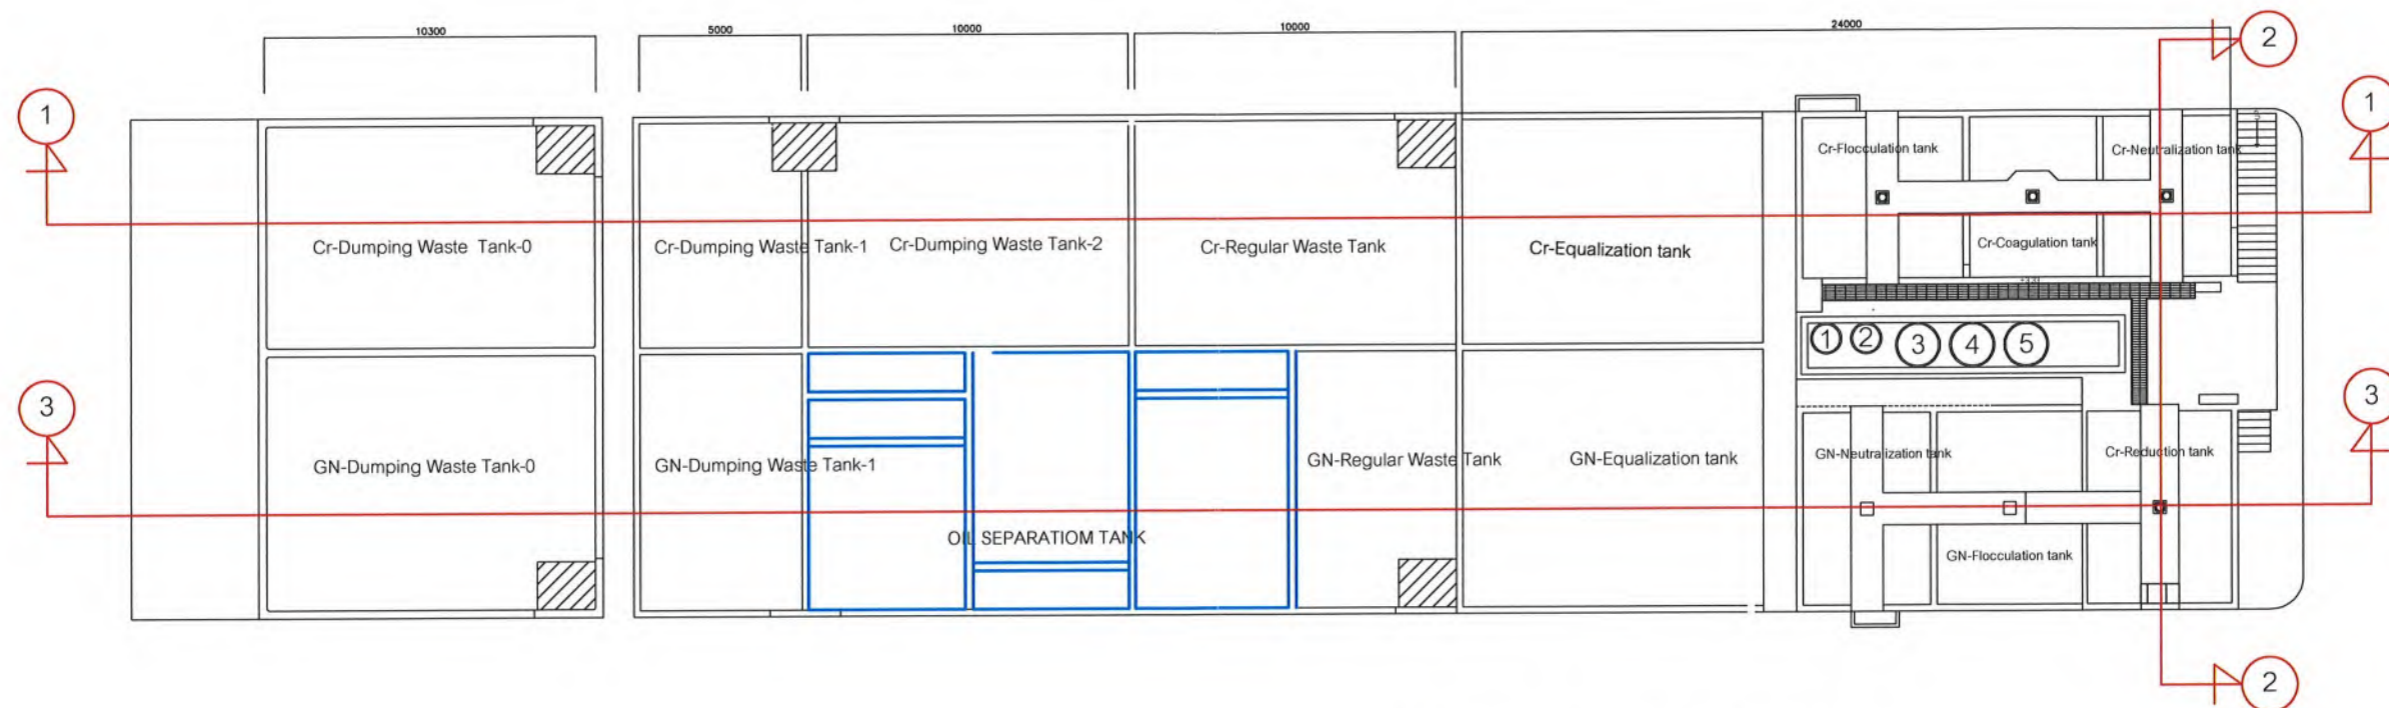 10300
5000
10000
10000
24000
2
1
1
Cr-Flocculation tank
Cr-Neutralization tank
Cr-Dumping Waste Tank-0
Cr-Dumping Waste Tank-1
Cr-Dumping Waste Tank-2
Cr-Regular Waste Tank
Cr-Equalization tank
Cr-Coagulation tank
1
2
3
4
5
3
3
GN-Dumping Waste Tank-0
GN-Dumping Waste Tank-1
GN-Regular Waste Tank
GN-Equalization tank
GN-Neutralization tank
Cr-Reduction tank
OIL SEPARATIOM TANK
GN-Flocculation tank
2